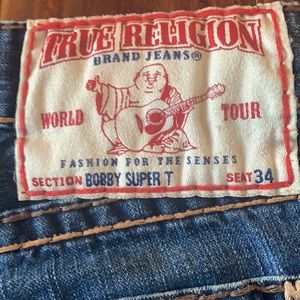 TRUE RELIGION
BRAND JEANS®
WORLD TOUR
FASHION FOR THE SENSES
SECTION BOBBY SUPER T SEAT 34